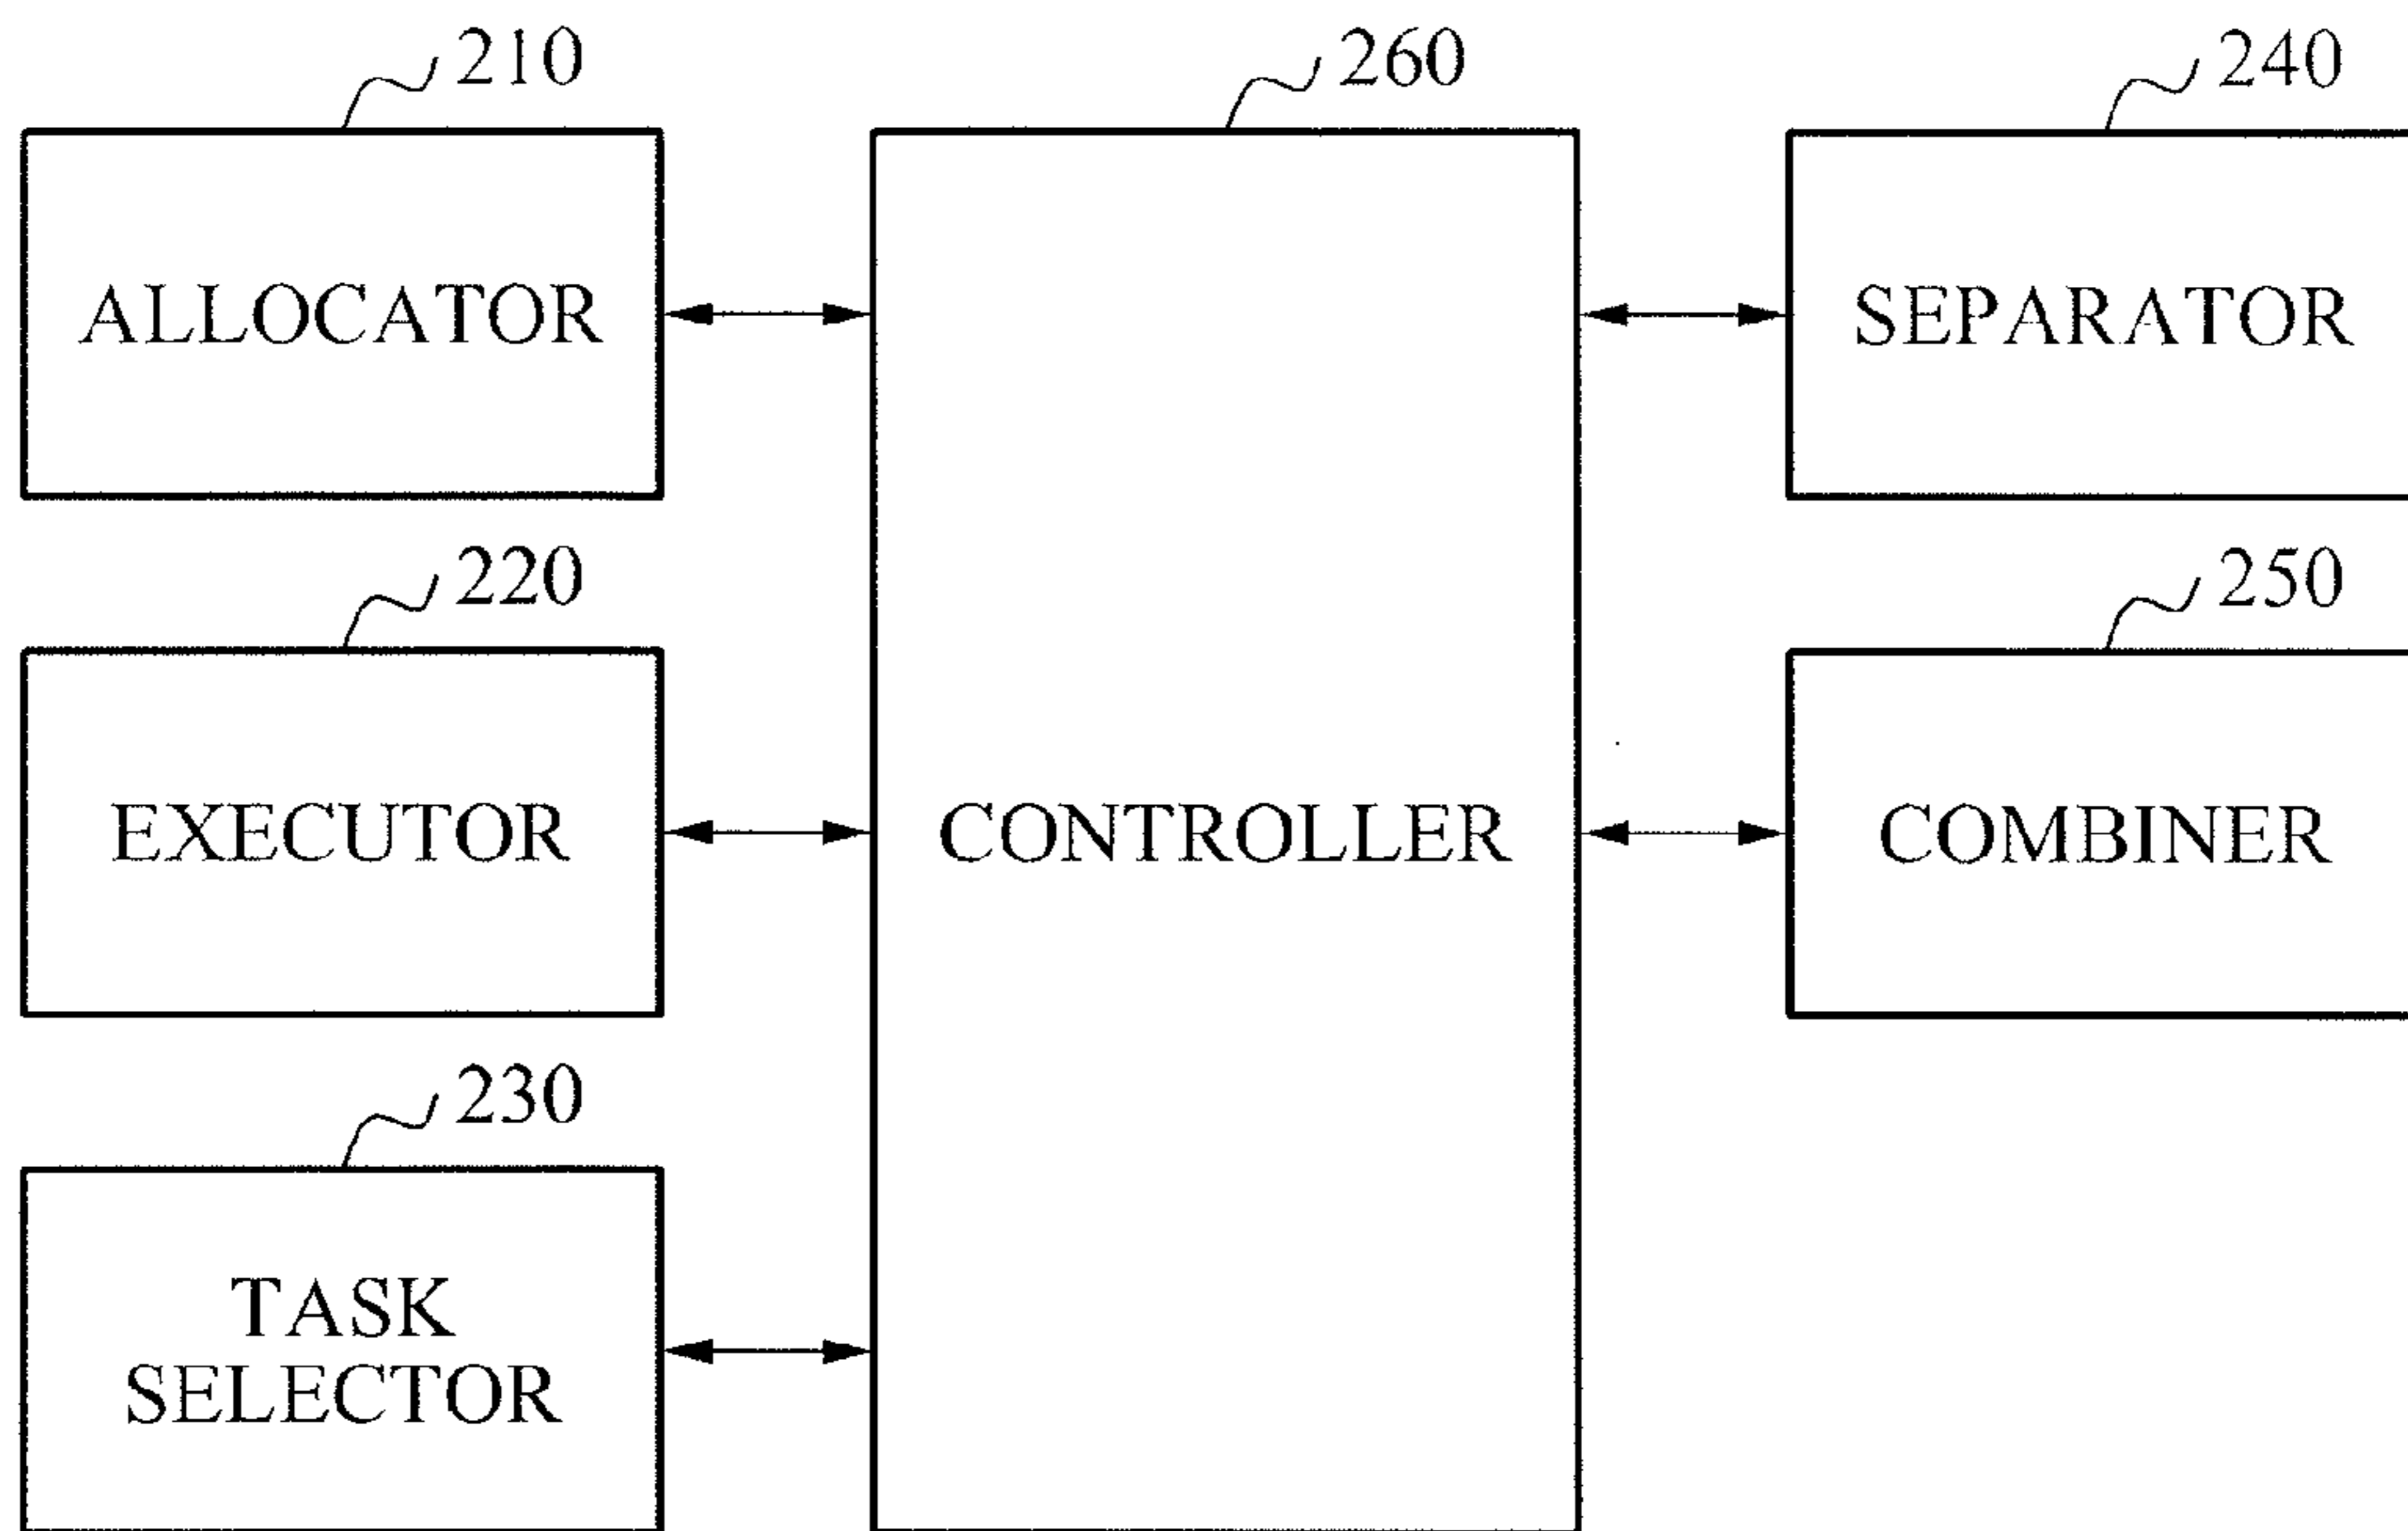 210
260
240
ALLOCATOR
SEPARATOR
220
250
EXECUTOR
CONTROLLER
COMBINER
230
TASK
SELECTOR